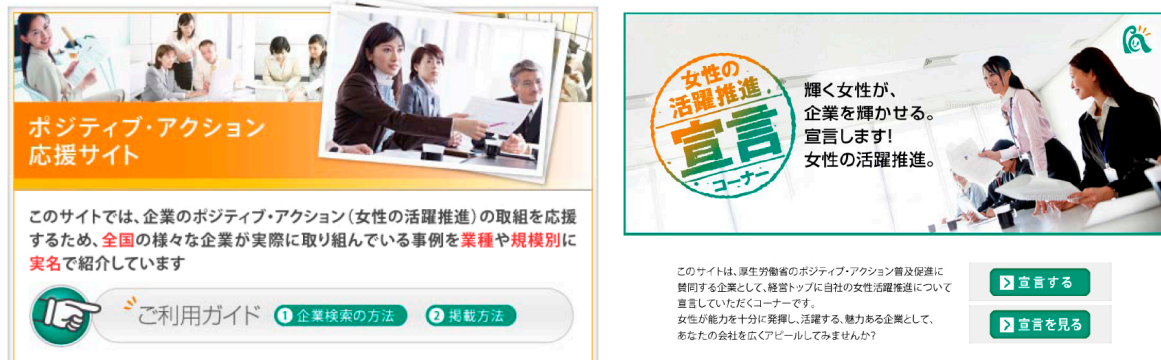 ポジティブ・アクション
応援サイト
このサイトでは、企業のポジティブ・アクション（女性の活躍推進）の取組を応援
するため、全国の様々な企業が実際に取り組んでいる事例を業種や規模別に
実名で紹介しています
ご利用ガイド ❶企業検索の方法 ❷掲載方法
女性の
活躍推進
宣言
コーナー
輝く女性が、
企業を輝かせる。
宣言します!
女性の活躍推進。
このサイトは、厚生労働省のポジティブ・アクション普及促進に
賛同する企業として、経営トップに自社の女性活躍推進について
宣言していただくコーナーです。
女性が能力を十分に発揮し、活躍する、魅力ある企業として、
あなたの会社を広くアピールしてみませんか?
宣言する
宣言を見る